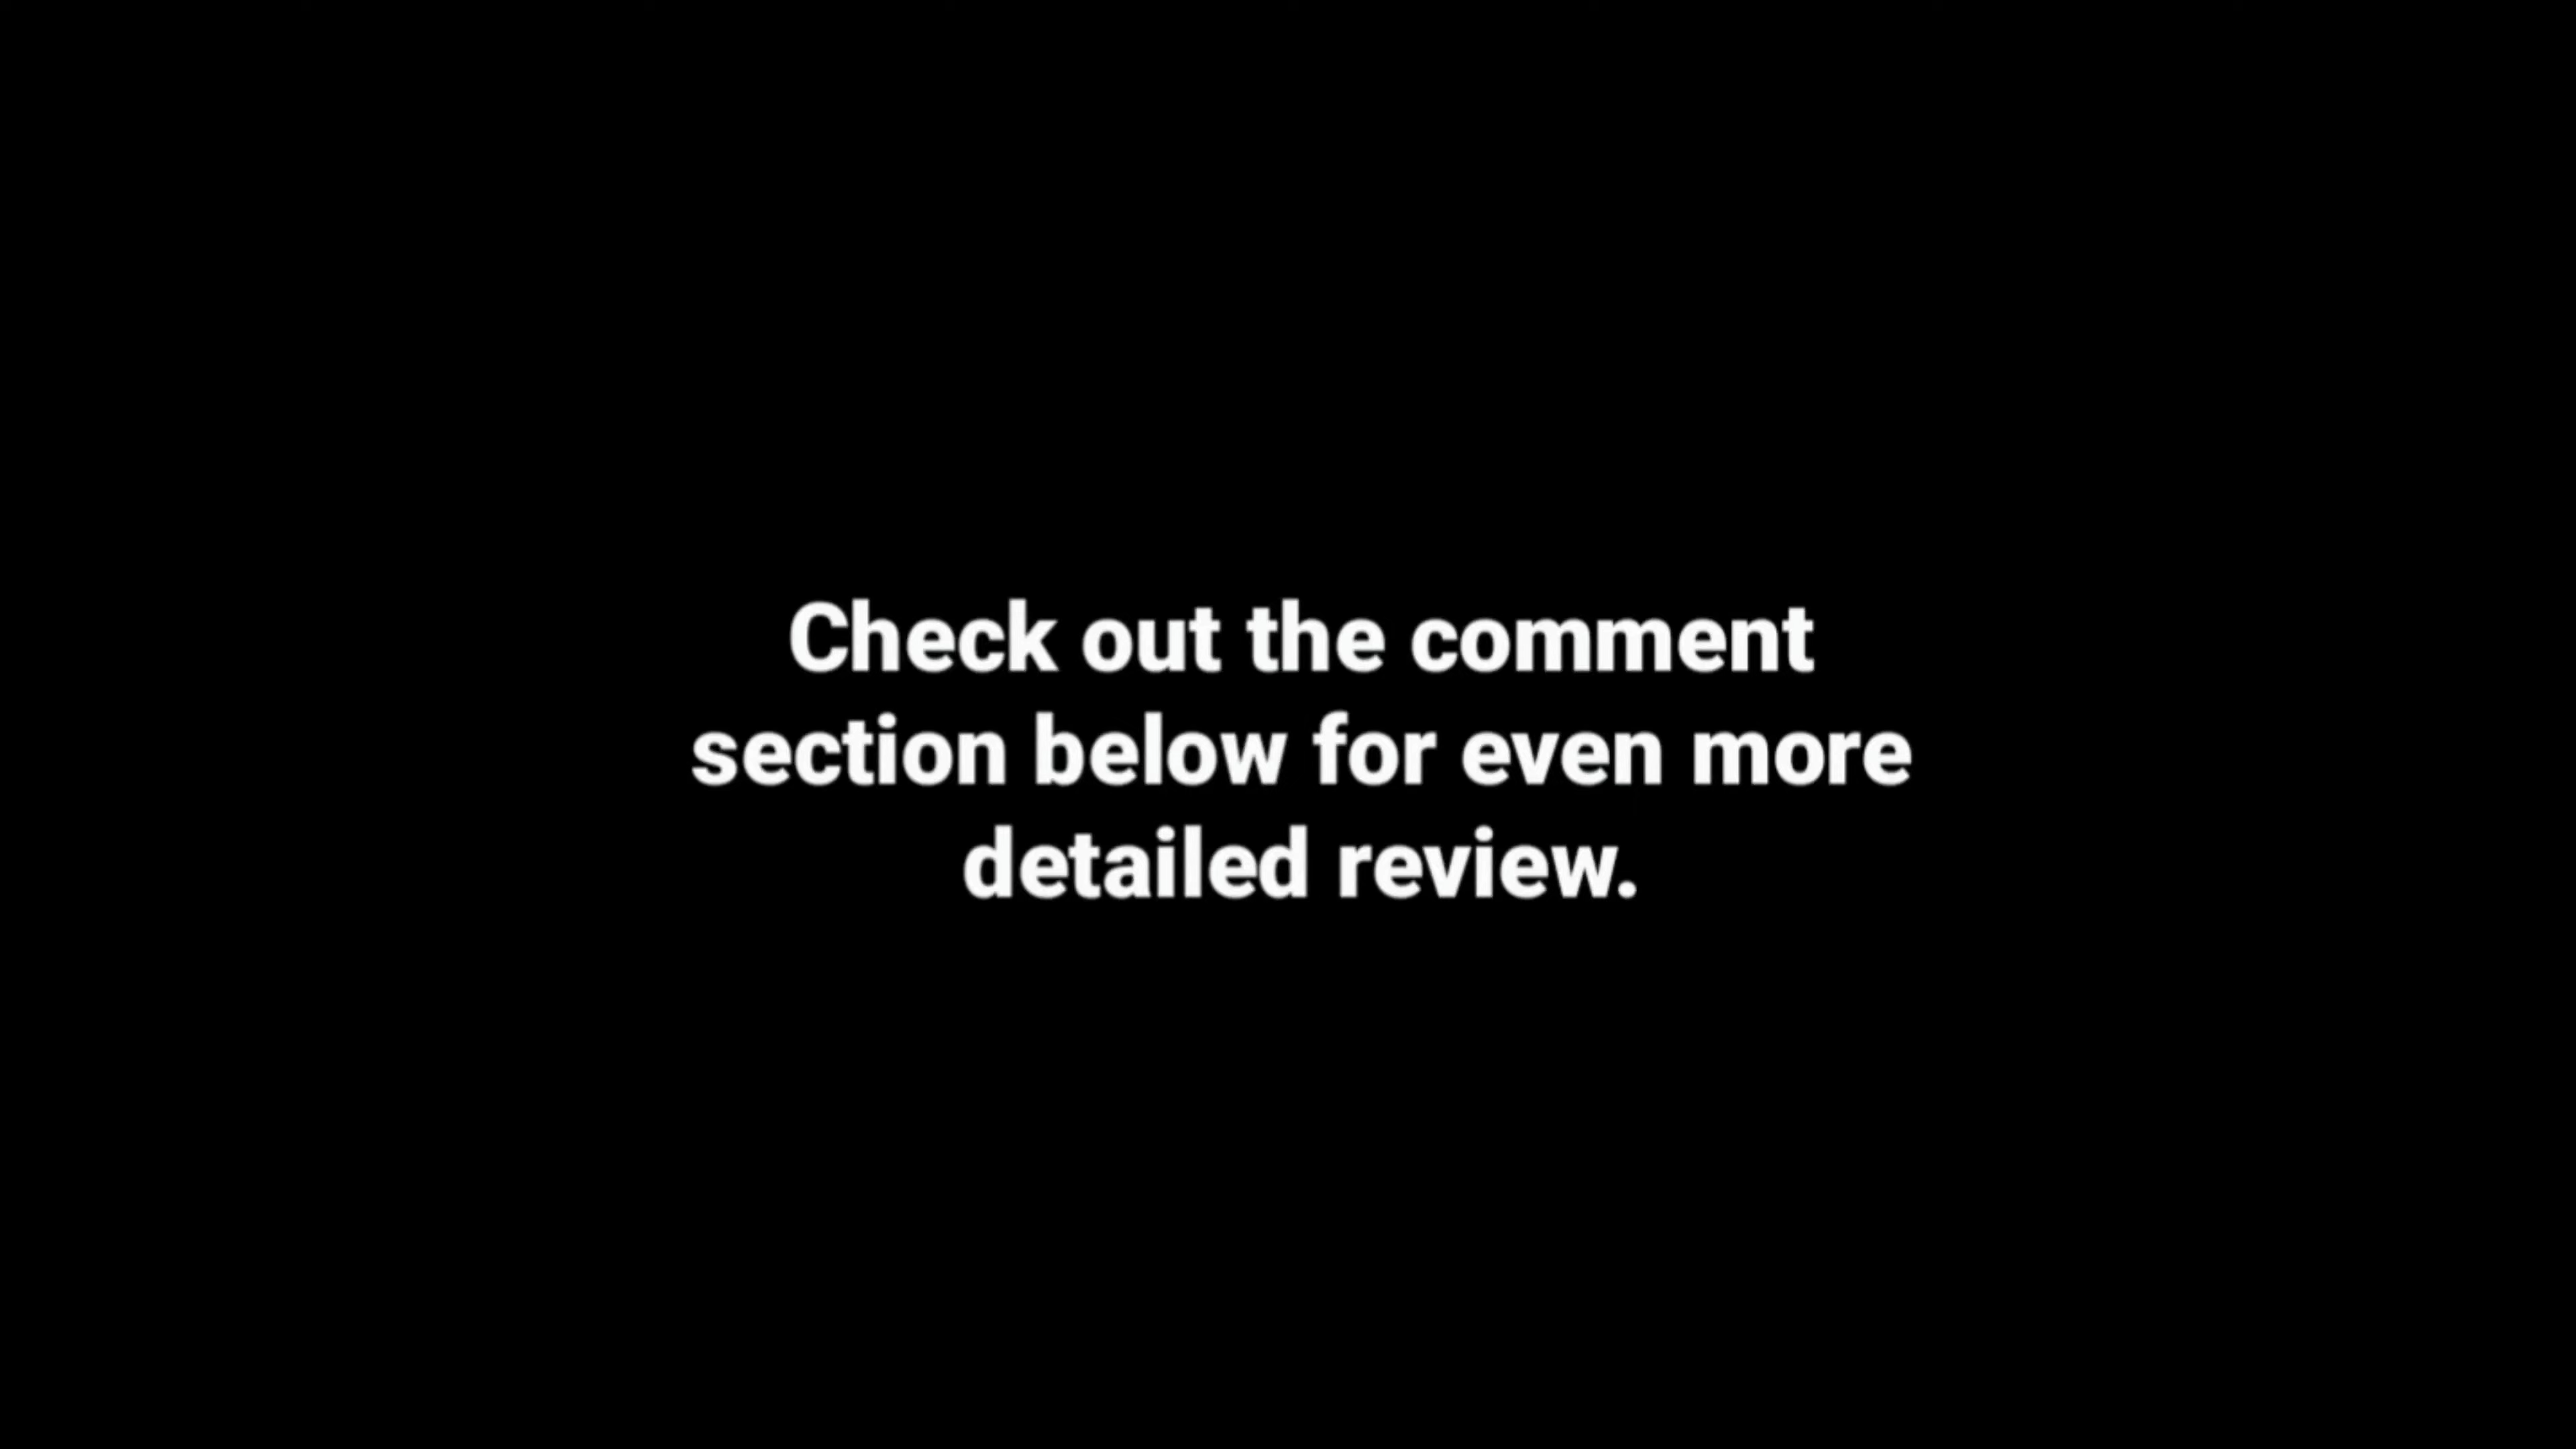 Check out the comment
section below for even more
detailed review.